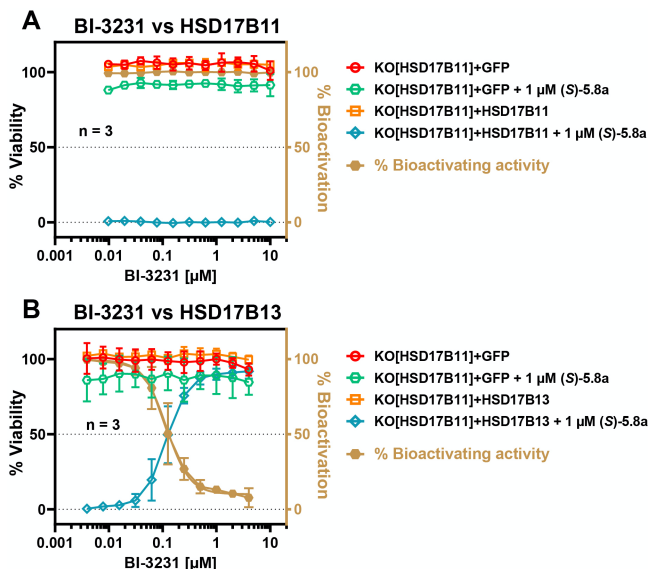 A
BI-3231 vs HSD17B11
% Viability
100
50
0
n = 3
100
50
0
% Bioactivation
0.001
0.01
0.1
1
10
BI-3231 [µM]
KO[HSD17B11]+GFP
KO[HSD17B11]+GFP + 1 µM (S)-5.8a
KO[HSD17B11]+HSD17B11
KO[HSD17B11]+HSD17B11 + 1 µM (S)-5.8a
% Bioactivating activity
B
BI-3231 vs HSD17B13
% Viability
100
50
0
n = 3
100
50
0
% Bioactivation
0.001
0.01
0.1
1
10
BI-3231 [µM]
KO[HSD17B11]+GFP
KO[HSD17B11]+GFP + 1 µM (S)-5.8a
KO[HSD17B11]+HSD17B13
KO[HSD17B11]+HSD17B13 + 1 µM (S)-5.8a
% Bioactivating activity